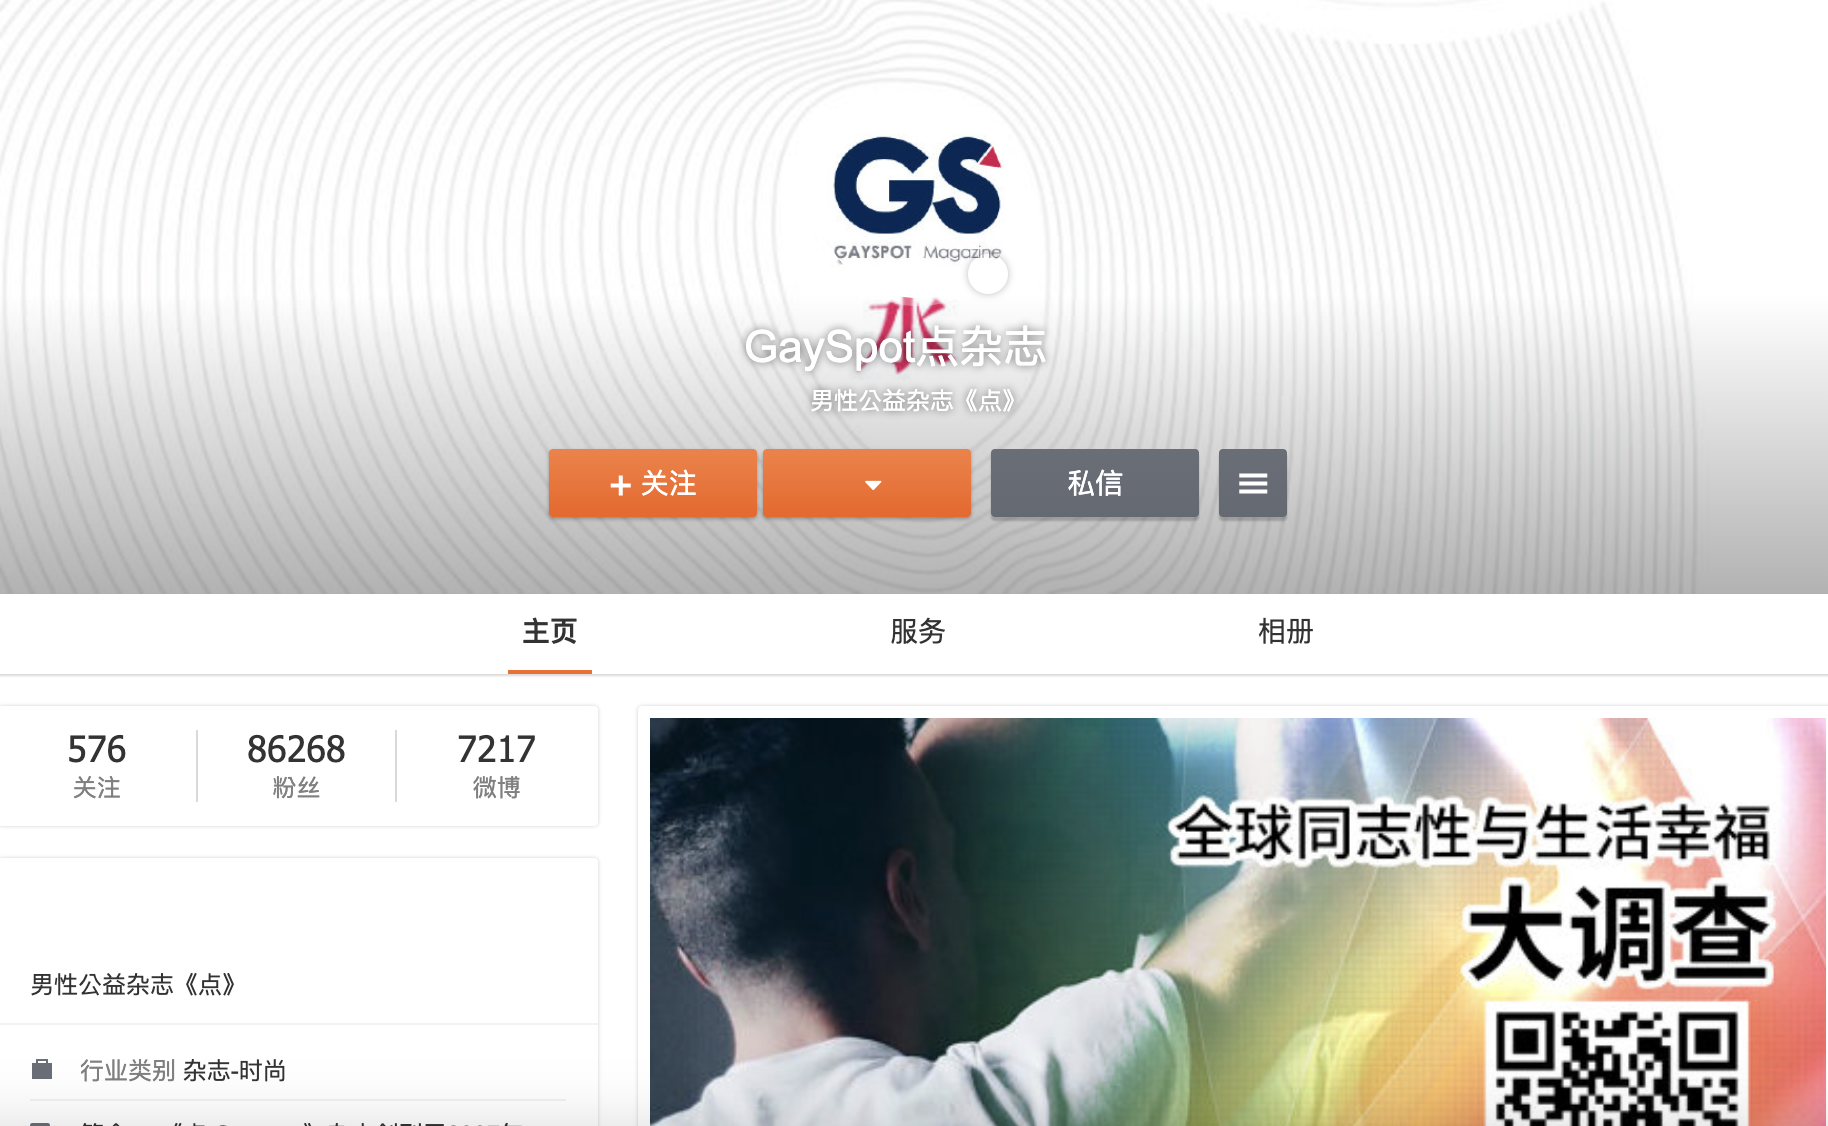 GS
GAYSPOT Magazine
水
GaySpot点杂志
男性公益杂志《点》
+ 关注
私信
主页
服务
相册
576
关注
86268
粉丝
7217
微博
男性公益杂志《点》
行业类别 杂志-时尚
全球同志性与生活幸福
大调查